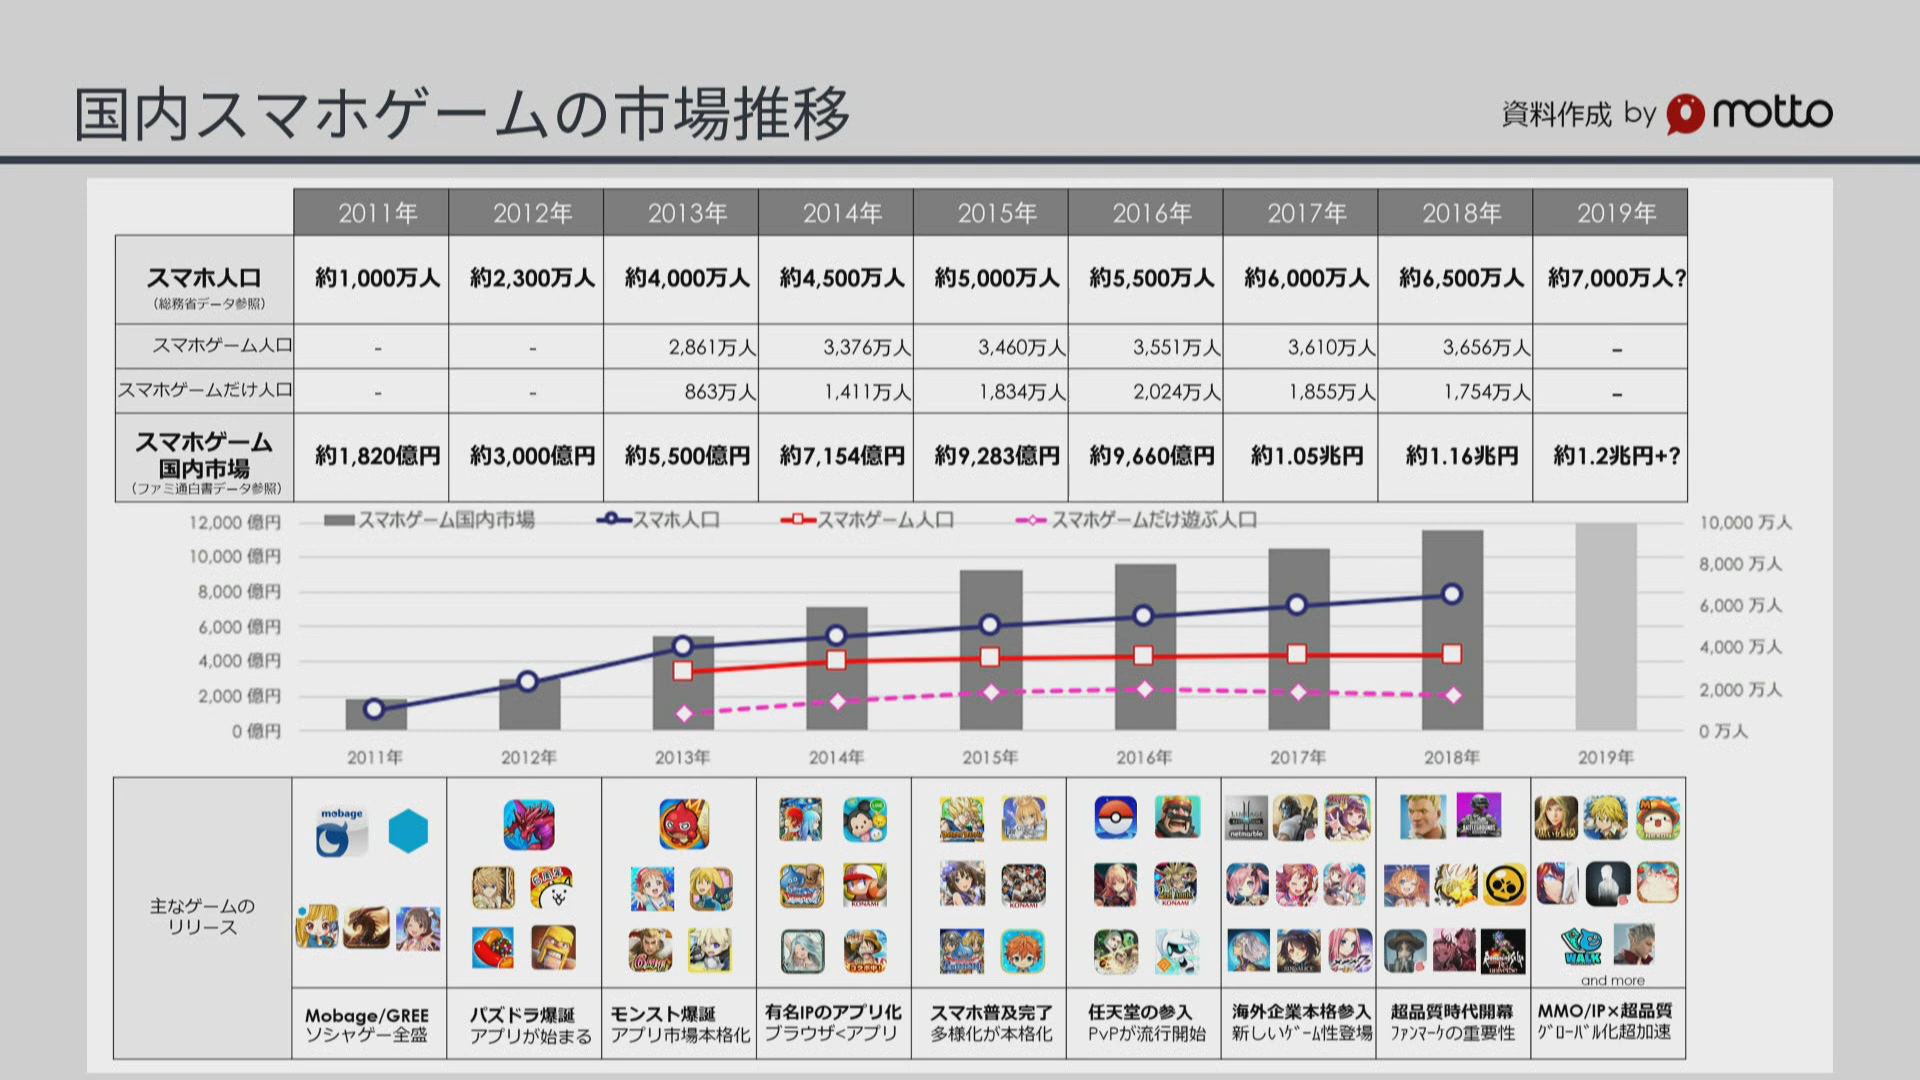 国内スマホゲームの市場推移
資料作成 by motto
2011年 2012年 2013年 2014年 2015年 2016年 2017年 2018年 2019年
スマホ人口 約1,000万人 約2,300万人 約4,000万人 約4,500万人 約5,000万人 約5,500万人 約6,000万人 約6,500万人 約7,000万人?
（総務省データ参照）
スマホゲーム人口 - - 2,861万人 3,376万人 3,460万人 3,551万人 3,610万人 3,656万人 -
スマホゲームだけ人口 - - 863万人 1,411万人 1,834万人 2,024万人 1,855万人 1,754万人 -
スマホゲーム
国内市場 約1,820億円 約3,000億円 約5,500億円 約7,154億円 約9,283億円 約9,660億円 約1.05兆円 約1.16兆円 約1.2兆円+?
（ファミ通白書データ参照）
スマホゲーム国内市場 スマホ人口 スマホゲーム人口 スマホゲームだけ遊ぶ人口
12,000 億円
10,000 億円
8,000 億円
6,000 億円
4,000 億円
2,000 億円
0 億円
10,000 万人
8,000 万人
6,000 万人
4,000 万人
2,000 万人
0 万人
2011年 2012年 2013年 2014年 2015年 2016年 2017年 2018年 2019年
主なゲームの
リリース
mobage
KONAMI
KONAMI
KONAMI
netmarble
WALK
and more
Mobage/GREE
ソシャゲー全盛
パズドラ爆誕
アプリが始まる
モンスト爆誕
アプリ市場本格化
有名IPのアプリ化
ブラウザ<アプリ
スマホ普及完了
多様化が本格化
任天堂の参入
PvPが流行開始
海外企業本格参入
新しいｹﾞｰﾑ性登場
超品質時代開幕
ﾌｧﾝﾏｰｹの重要性
MMO/IP×超品質
ｸﾞﾛｰﾊﾞﾙ化超加速